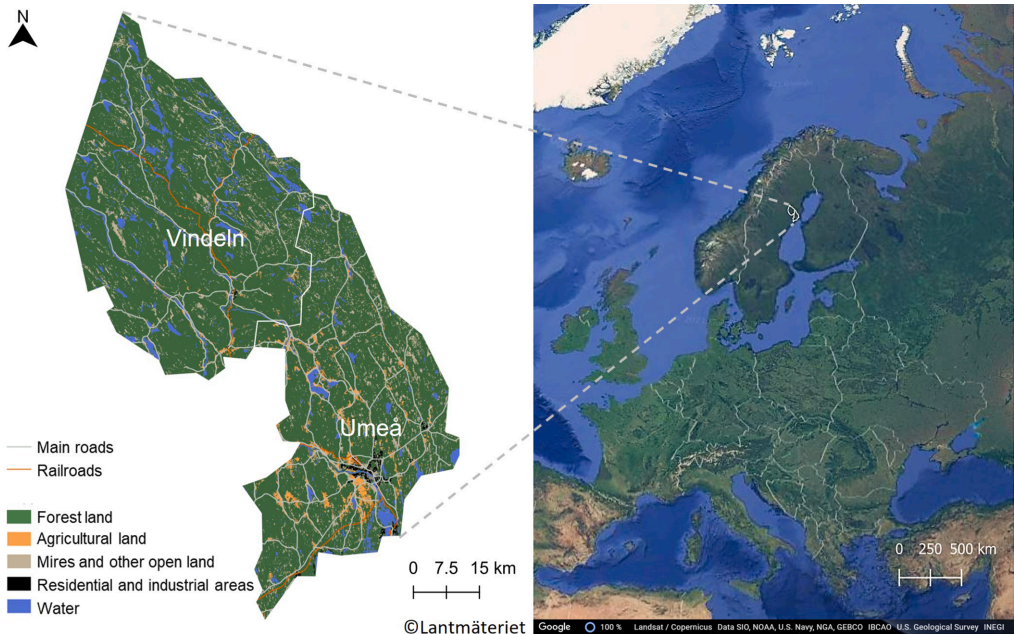 N
Vindeln
Umeå
Main roads
Railroads
Forest land
Agricultural land
Mires and other open land
Residential and industrial areas
Water
0 7.5 15 km
©Lantmäteriet
0 250 500 km
Google 100 % Landsat / Copernicus Data SIO, NOAA, U.S. Navy, NGA, GEBCO IBCAO U.S. Geological Survey INEGI